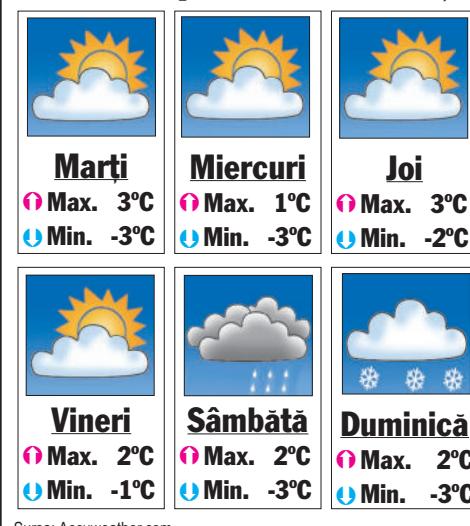 Marți
Max. 3ºC
Min. -3ºC
Miercuri
Max. 1ºC
Min. -3ºC
Joi
Max. 3ºC
Min. -2ºC
Vineri
Max. 2ºC
Min. -1ºC
Sâmbătă
Max. 2ºC
Min. -3ºC
Duminică
Max. 2ºC
Min. -3ºC